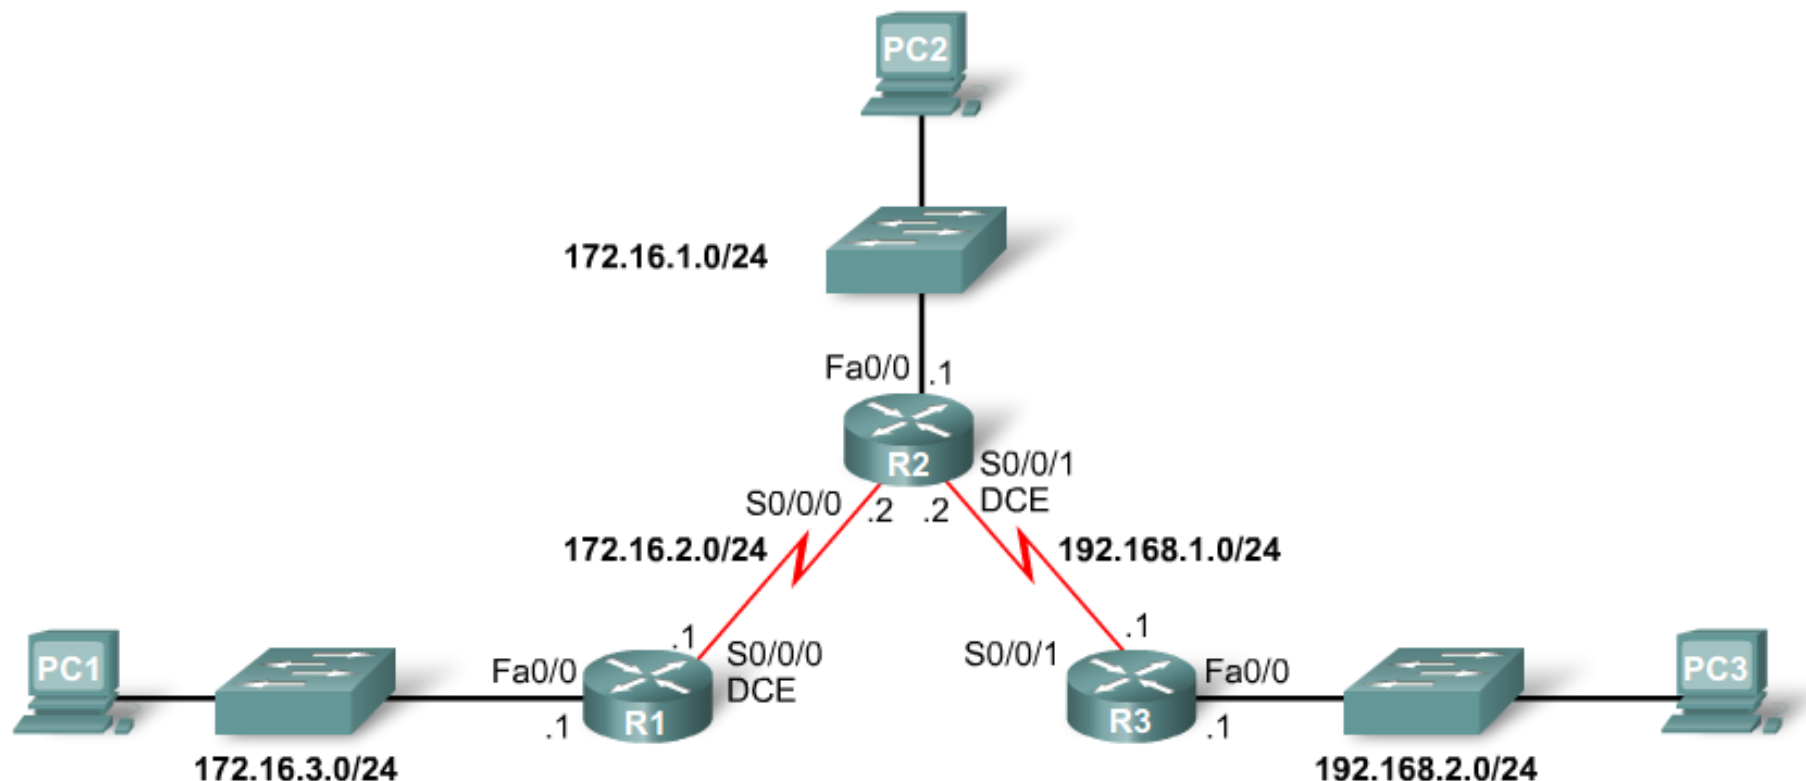 PC2
172.16.1.0/24
Fa0/0 .1
R2
S0/0/1
DCE
S0/0/0
.2 .2
172.16.2.0/24
192.168.1.0/24
.1
S0/0/0
DCE
S0/0/1
.1
PC1
Fa0/0
.1
R1
172.16.3.0/24
R3
Fa0/0
.1
PC3
192.168.2.0/24